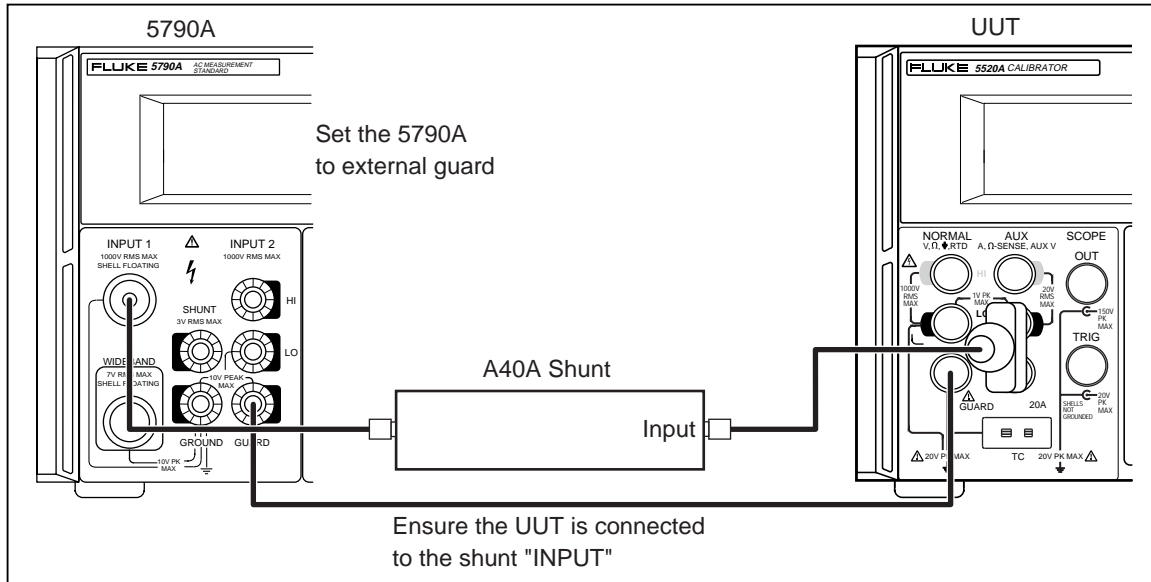 5790A
FLUKE 5790A AC MEASUREMENT STANDARD
Set the 5790A
to external guard
INPUT 1
1000V RMS MAX
SHELL FLOATING
INPUT 2
1000V RMS MAX
HI
SHUNT
3V RMS MAX
LO
WIDEBAND
7V RMS MAX
SHELL FLOATING
10V PEAK
MAX
GROUND
GUARD
10V PK
MAX
A40A Shunt
Input
Ensure the UUT is connected
to the shunt "INPUT"
UUT
FLUKE 5520A CALIBRATOR
NORMAL
V, Ω, RTD
AUX
A, Ω-SENSE, AUX V
SCOPE
OUT
HI
1000V
RMS
MAX
1V PK
MAX
20V
RMS
MAX
150V
PK
MAX
TRIG
GUARD
20A
SHELLS
NOT
GROUNDED
20V
PK
MAX
20V PK MAX
TC
20V PK MAX